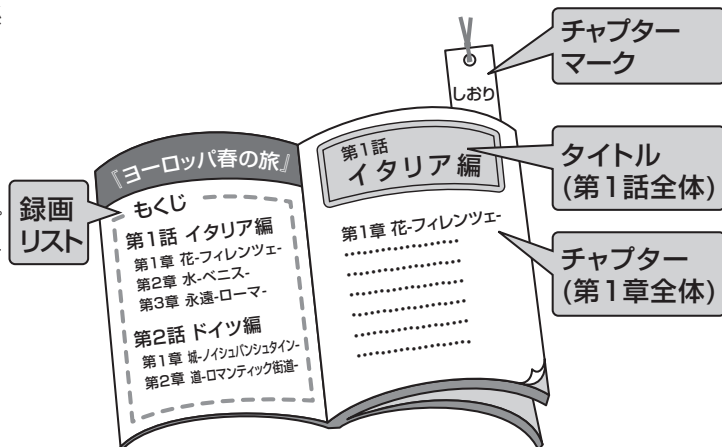 チャプター
マーク
しおり
『ヨーロッパ春の旅』
第1話
イタリア編
タイトル
(第1話全体)
録画
リスト
もくじ
第1話 イタリア編
第1章 花-フィレンツェ-
第2章 水-ベニス-
第3章 永遠-ローマ-
第2話 ドイツ編
第1章 城-ノイシュバンシュタイン-
第2章 道-ロマンティック街道-
第1章 花-フィレンツェ-
チャプター
(第1章全体)